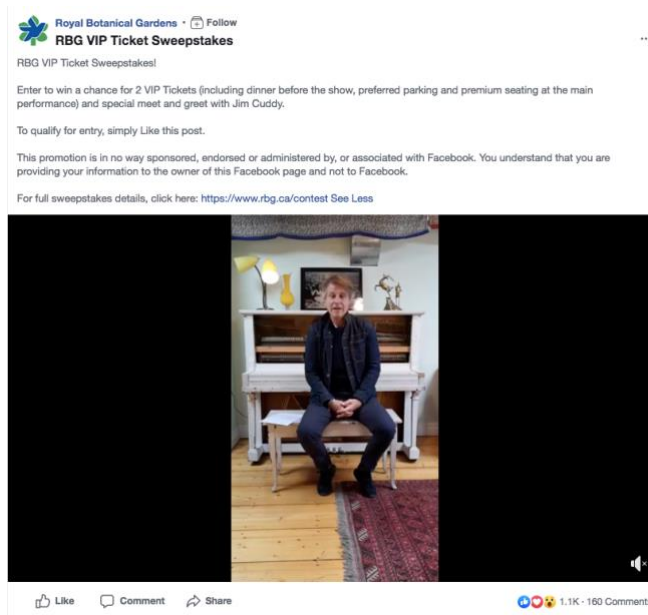 Royal Botanical Gardens · Follow
RBG VIP Ticket Sweepstakes
RBG VIP Ticket Sweepstakes!
Enter to win a chance for 2 VIP Tickets (including dinner before the show, preferred parking and premium seating at the main
performance) and special meet and greet with Jim Cuddy.
To qualify for entry, simply Like this post.
This promotion is in no way sponsored, endorsed or administered by, or associated with Facebook. You understand that you are
providing your information to the owner of this Facebook page and not to Facebook.
For full sweepstakes details, click here: https://www.rbg.ca/contest See Less
Like Comment Share 1.1K · 160 Comment